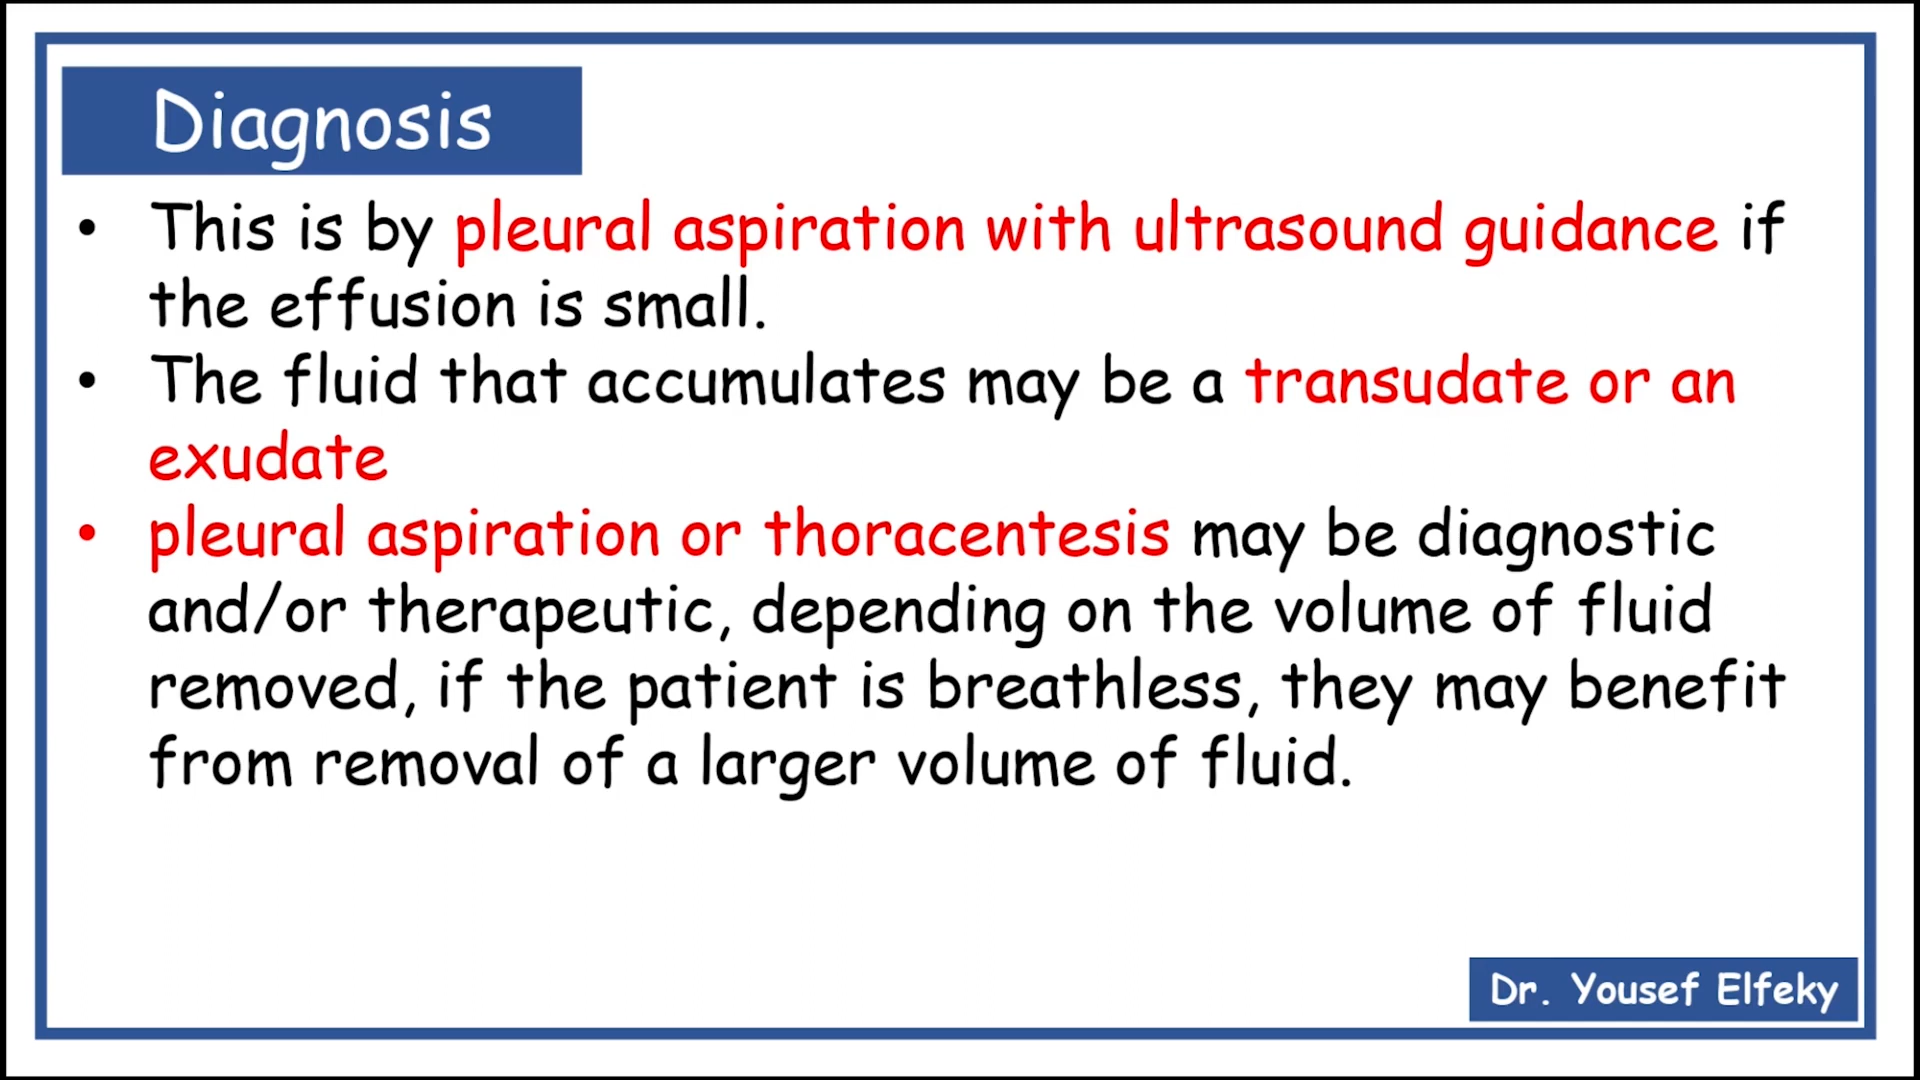 Diagnosis
• This is by pleural aspiration with ultrasound guidance if
the effusion is small.
• The fluid that accumulates may be a transudate or an
exudate
• pleural aspiration or thoracentesis may be diagnostic
and/or therapeutic, depending on the volume of fluid
removed, if the patient is breathless, they may benefit
from removal of a larger volume of fluid.
Dr. Yousef Elfeky